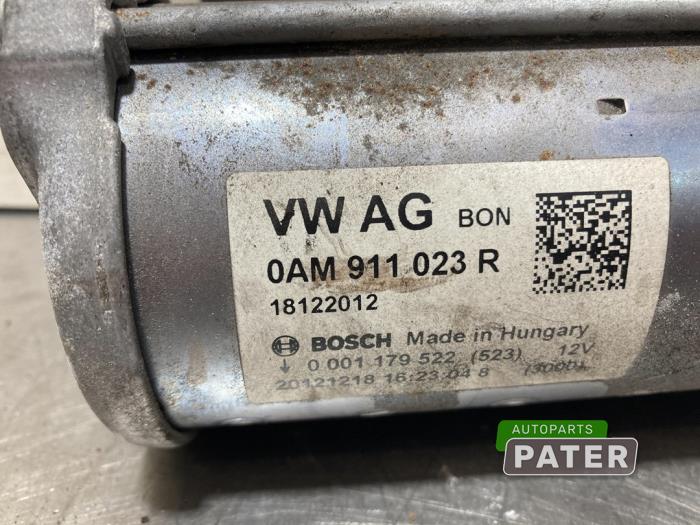 VW AG BON
0AM 911 023 R
18122012
BOSCH Made in Hungary
0 001 179 522 (523) 12V
20121218 16:23:04 8
AUTOPARTS
PATER